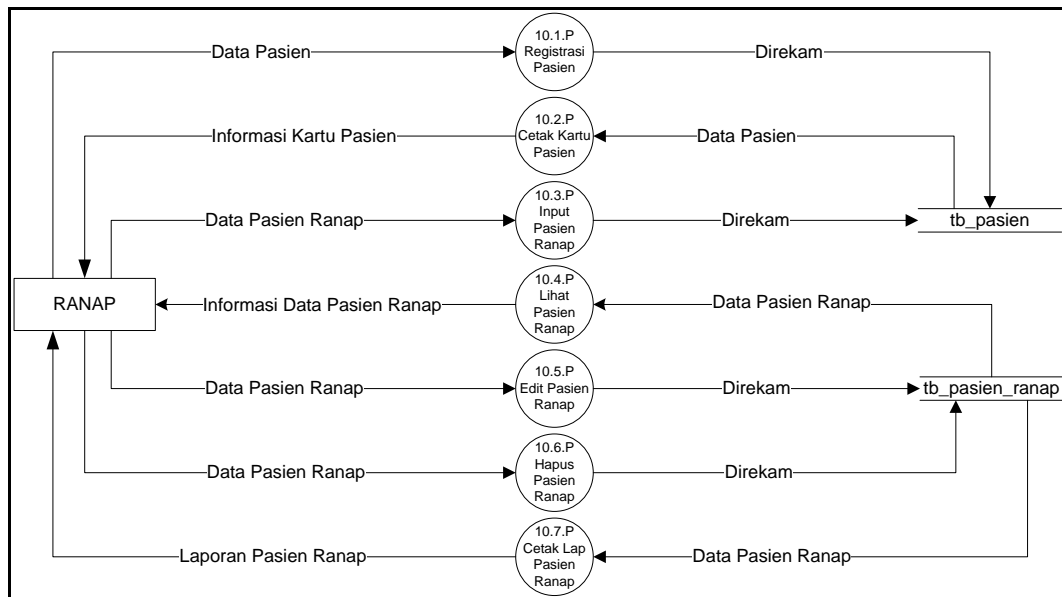 Data Pasien
10.1.P
Registrasi
Pasien
Direkam
Informasi Kartu Pasien
10.2.P
Cetak Kartu
Pasien
Data Pasien
Data Pasien Ranap
10.3.P
Input
Pasien
Ranap
Direkam
tb_pasien
RANAP
Informasi Data Pasien Ranap
10.4.P
Lihat
Pasien
Ranap
Data Pasien Ranap
Data Pasien Ranap
10.5.P
Edit Pasien
Ranap
Direkam
tb_pasien_ranap
Data Pasien Ranap
10.6.P
Hapus
Pasien
Ranap
Direkam
Laporan Pasien Ranap
10.7.P
Cetak Lap
Pasien
Ranap
Data Pasien Ranap